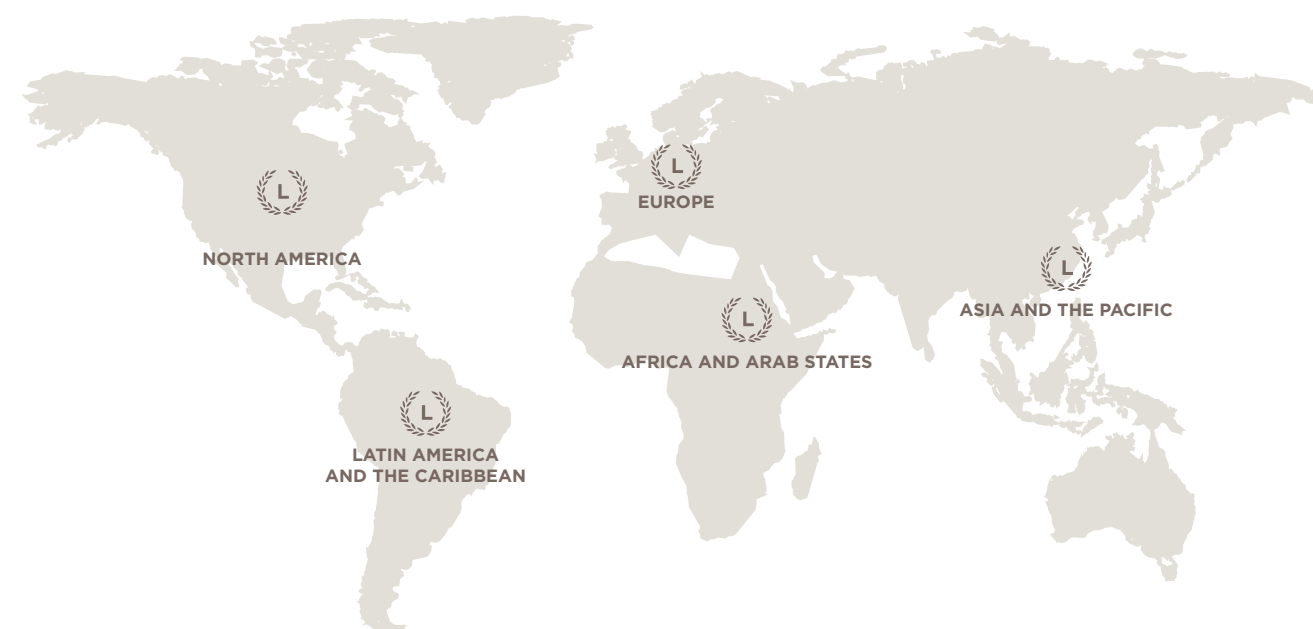 L
EUROPE
L
NORTH AMERICA
L
ASIA AND THE PACIFIC
L
AFRICA AND ARAB STATES
L
LATIN AMERICA
AND THE CARIBBEAN